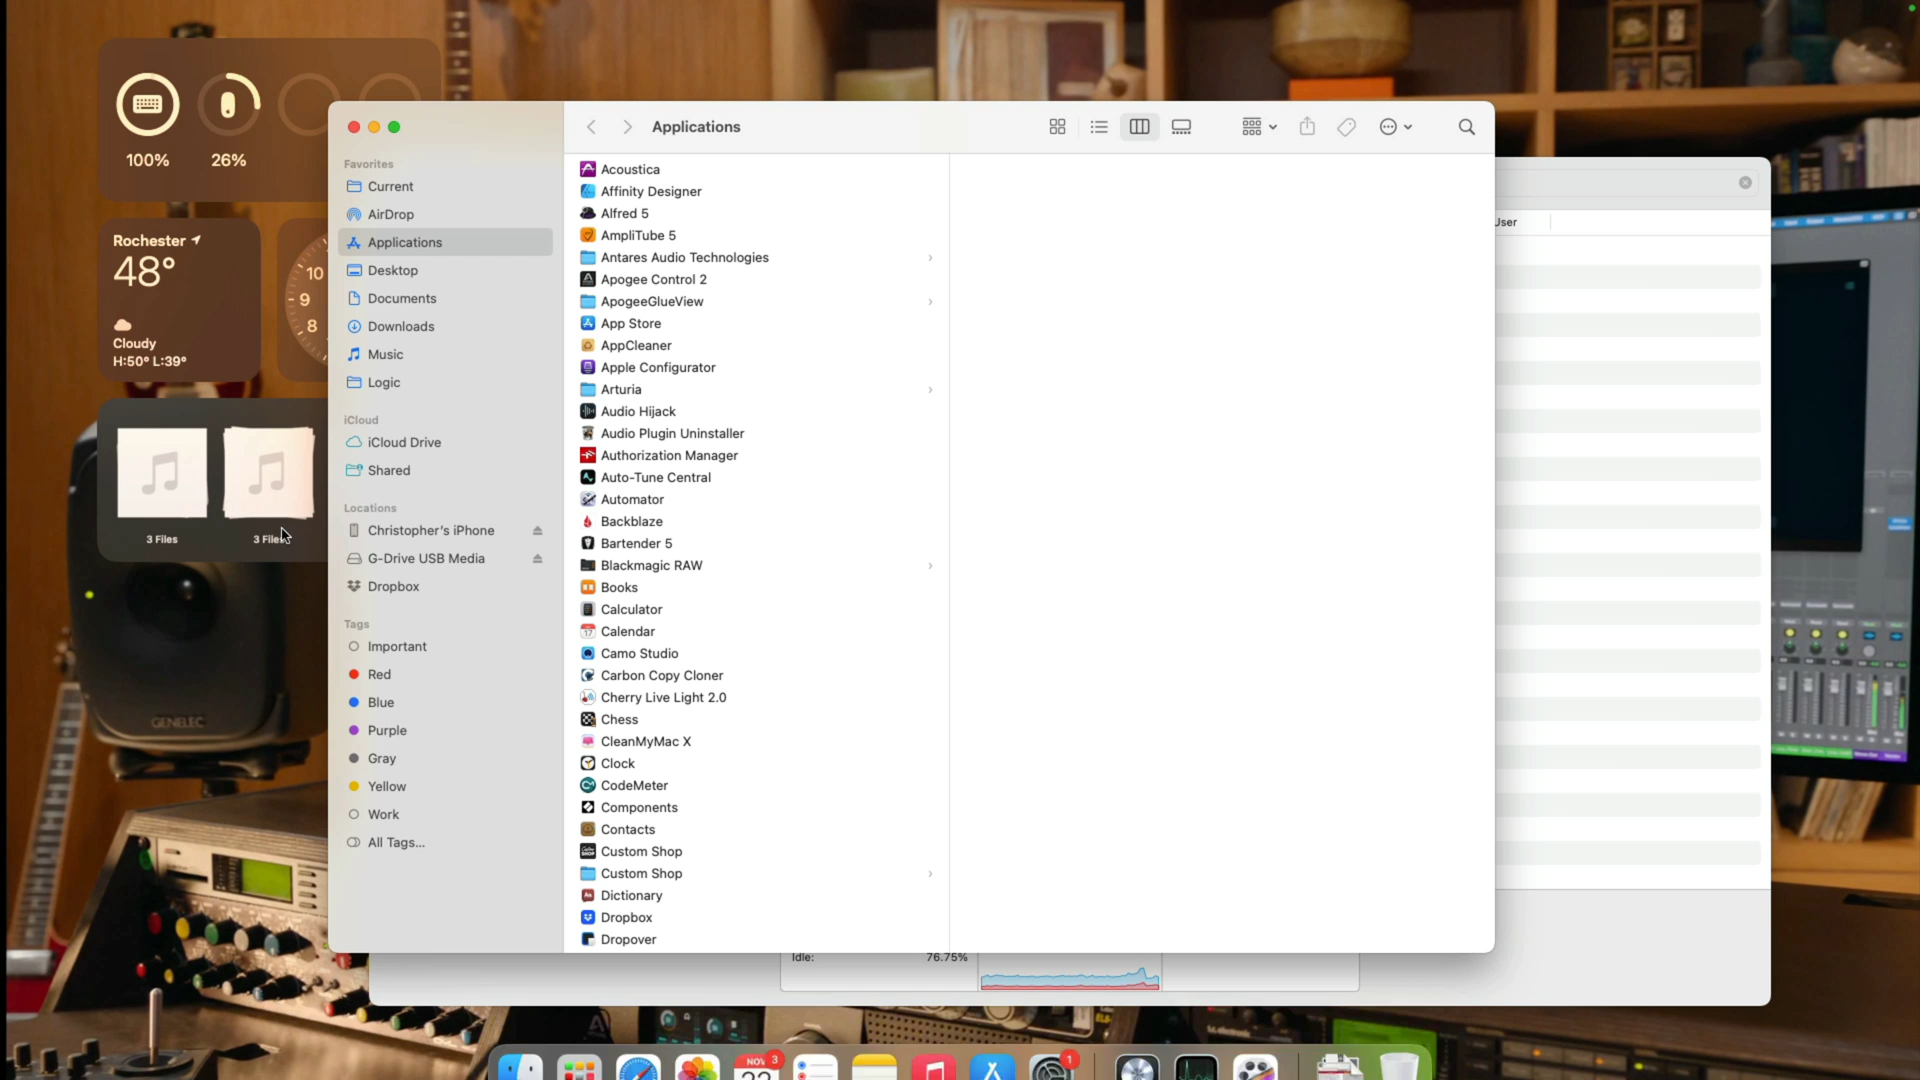 100%
26%
Rochester
48°
Cloudy
H:50° L:39°
10
9
8
3 Files
3 Files
Applications
Favorites
Current
AirDrop
Applications
Desktop
Documents
Downloads
Music
Logic
iCloud
iCloud Drive
Shared
Locations
Christopher's iPhone
G-Drive USB Media
Dropbox
Tags
Important
Red
Blue
Purple
Gray
Yellow
Work
All Tags...
Acoustica
Affinity Designer
Alfred 5
AmpliTube 5
Antares Audio Technologies
Apogee Control 2
ApogeeGlueView
App Store
AppCleaner
Apple Configurator
Arturia
Audio Hijack
Audio Plugin Uninstaller
Authorization Manager
Auto-Tune Central
Automator
Backblaze
Bartender 5
Blackmagic RAW
Books
Calculator
Calendar
Camo Studio
Carbon Copy Cloner
Cherry Live Light 2.0
Chess
CleanMyMac X
Clock
CodeMeter
Components
Contacts
Custom Shop
Custom Shop
Dictionary
Dropbox
Dropover
User
Idle: 76.75%
GENELEC
NOV
3
1